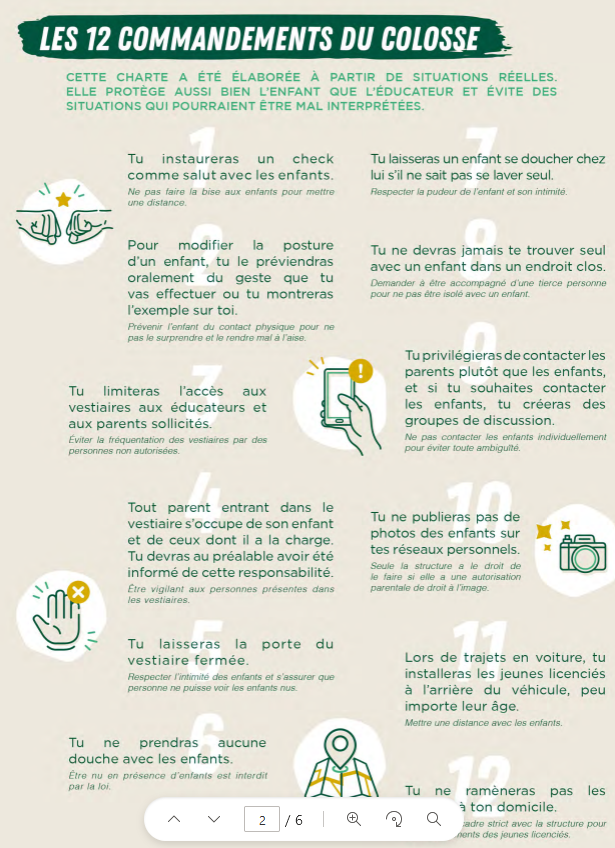 LES 12 COMMANDEMENTS DU COLOSSE
CETTE CHARTE A ÉTÉ ÉLABORÉE À PARTIR DE SITUATIONS RÉELLES.
ELLE PROTÈGE AUSSI BIEN L'ENFANT QUE L'ÉDUCATEUR ET ÉVITE DES
SITUATIONS QUI POURRAIENT ÊTRE MAL INTERPRÉTÉES.
1
Tu instaureras un check
comme salut avec les enfants.
Ne pas faire la bise aux enfants pour mettre
une distance.
2
Pour modifier la posture
d'un enfant, tu le préviendras
oralement du geste que tu
vas effectuer ou tu montreras
l'exemple sur toi.
Prévenir l'enfant du contact physique pour ne
pas le surprendre et le rendre mal à l'aise.
3
Tu limiteras l'accès aux
vestiaires aux éducateurs et
aux parents sollicités.
Éviter la fréquentation des vestiaires par des
personnes non autorisées.
4
Tout parent entrant dans le
vestiaire s'occupe de son enfant
et de ceux dont il a la charge.
Tu devras au préalable avoir été
informé de cette responsabilité.
Être vigilant aux personnes présentes dans
les vestiaires.
5
Tu laisseras la porte du
vestiaire fermée.
Respecter l'intimité des enfants et s'assurer que
personne ne puisse voir les enfants nus.
6
Tu ne prendras aucune
douche avec les enfants.
Être nu en présence d'enfants est interdit
par la loi.
7
Tu laisseras un enfant se doucher chez
lui s'il ne sait pas se laver seul.
Respecter la pudeur de l'enfant et son intimité.
8
Tu ne devras jamais te trouver seul
avec un enfant dans un endroit clos.
Demander à être accompagné d'une tierce personne
pour ne pas être isolé avec un enfant.
9
Tu privilégieras de contacter les
parents plutôt que les enfants,
et si tu souhaites contacter
les enfants, tu créeras des
groupes de discussion.
Ne pas contacter les enfants individuellement
pour éviter toute ambiguïté.
10
Tu ne publieras pas de
photos des enfants sur
tes réseaux personnels.
Seule la structure a le droit de
le faire si elle a une autorisation
parentale de droit à l'image.
11
Lors de trajets en voiture, tu
installeras les jeunes licenciés
à l'arrière du véhicule, peu
importe leur âge.
Mettre une distance avec les enfants.
12
Tu ne ramèneras pas les
à ton domicile.
cadre strict avec la structure pour
des jeunes licenciés.
2 / 6